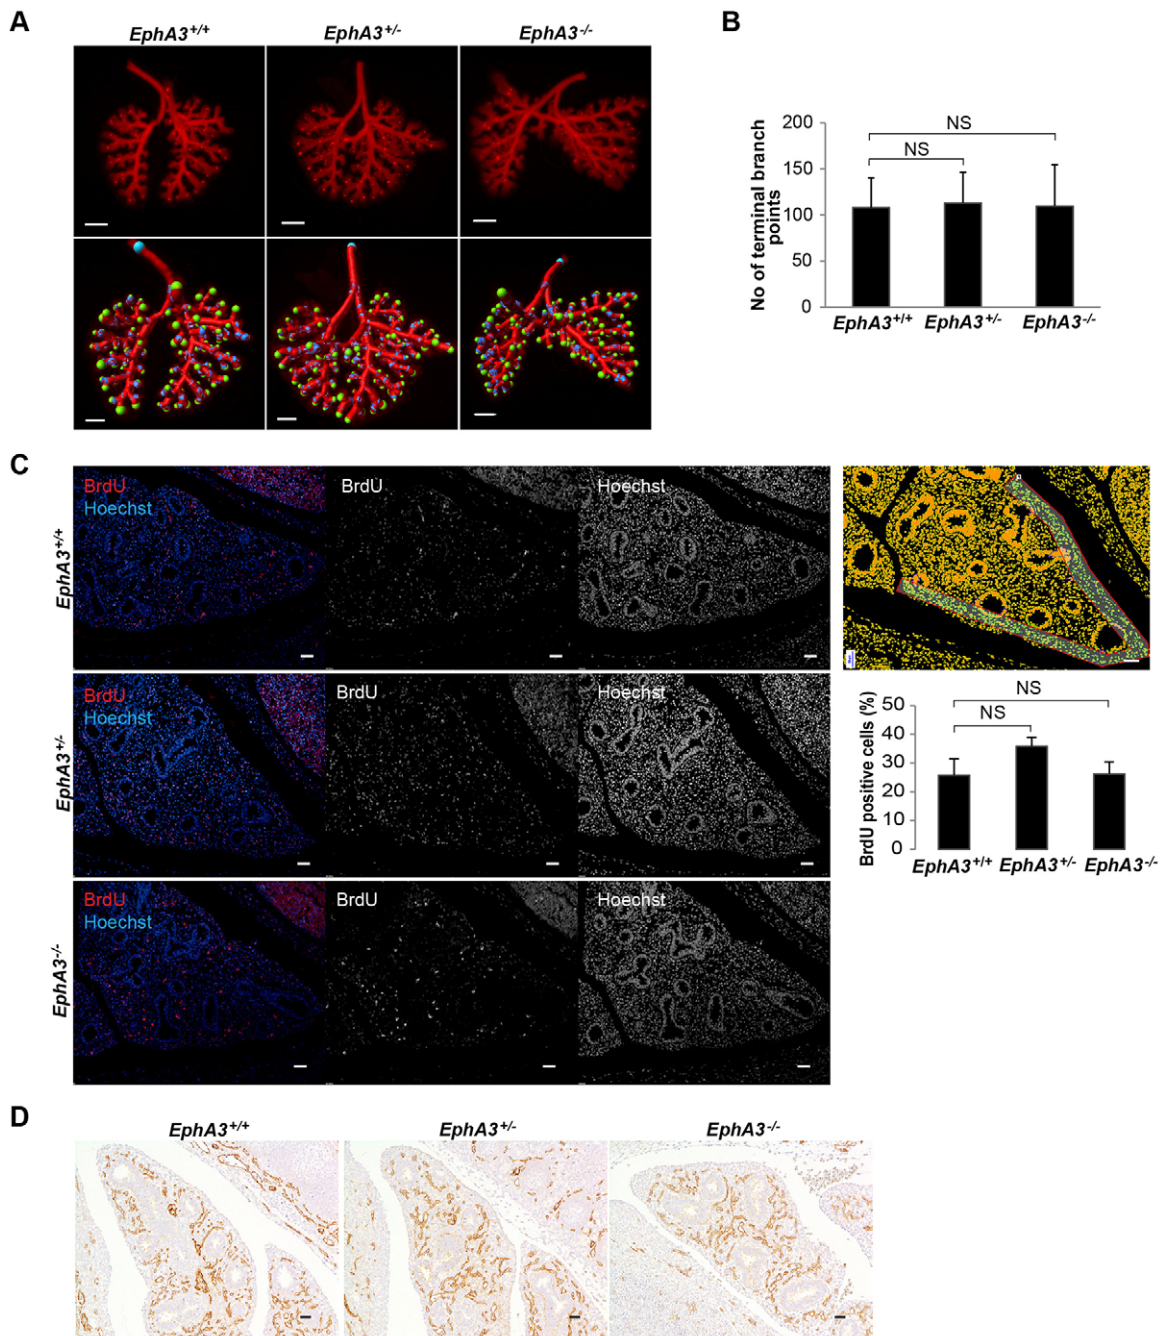 A
EphA3+/+
EphA3+/-
EphA3-/-
B
No of terminal branch
points
200
150
100
50
0
NS
NS
EphA3+/+
EphA3+/-
EphA3-/-
C
EphA3+/+
BrdU
Hoechst
BrdU
Hoechst
EphA3+/-
BrdU
Hoechst
BrdU
Hoechst
EphA3-/-
BrdU
Hoechst
BrdU
Hoechst
BrdU positive cells (%)
50
40
30
20
10
0
NS
NS
EphA3+/+
EphA3+/-
EphA3-/-
D
EphA3+/+
EphA3+/-
EphA3-/-